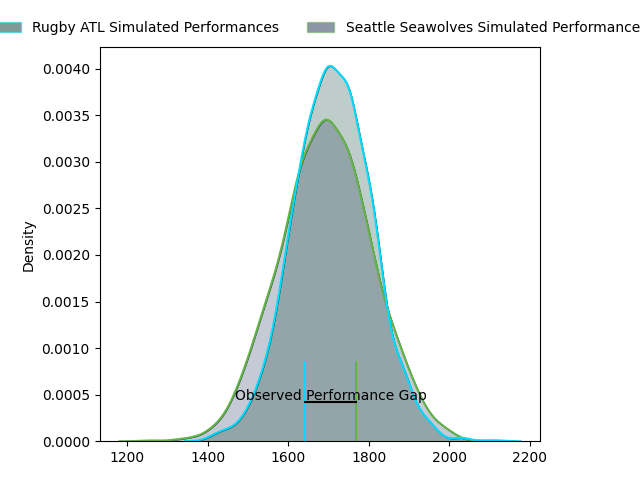 Rugby ATL Simulated Performances Seattle Seawolves Simulated Performance
0.0040
0.0035
0.0030
0.0025
0.0020
0.0015
0.0010
0.0005
0.0000
Density
Observed Performance Gap
1200 1400 1600 1800 2000 2200